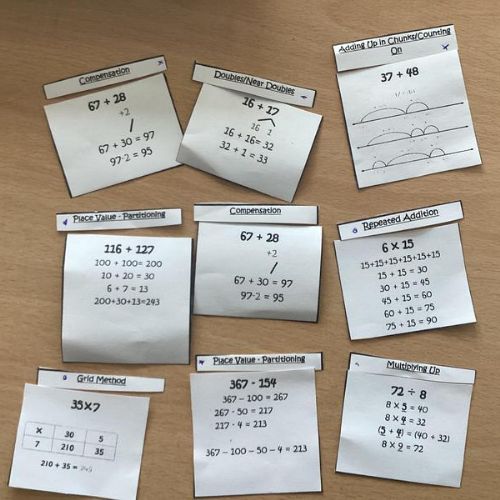 Compensation
67 + 28
+2
67 + 30 = 97
97-2 = 95
Doubles/Near Doubles
16 + 17
16 1
16 + 16= 32
32 + 1 = 33
Adding Up in Chunks/Counting
On
37 + 48
Place Value - Partitioning
116 + 127
100 + 100= 200
10 + 20 = 30
6 + 7 = 13
200+30+13=243
Compensation
67 + 28
+2
67 + 30 = 97
97-2 = 95
Repeated Addition
6 x 15
15+15+15+15+15+15
15 + 15 = 30
30 + 15 = 45
45 + 15 = 60
60 + 15 = 75
75 + 15 = 90
Grid Method
35x7
x 30 5
7 210 35
210 + 35 = 245
Place Value - Partitioning
367 - 154
367 - 100 = 267
267 - 50 = 217
217 - 4 = 213
367 - 100 - 50 - 4 = 213
Multiplying Up
72 ÷ 8
8 x 5 = 40
8 x 4 = 32
(5 + 4) = (40 + 32)
8 x 9 = 72